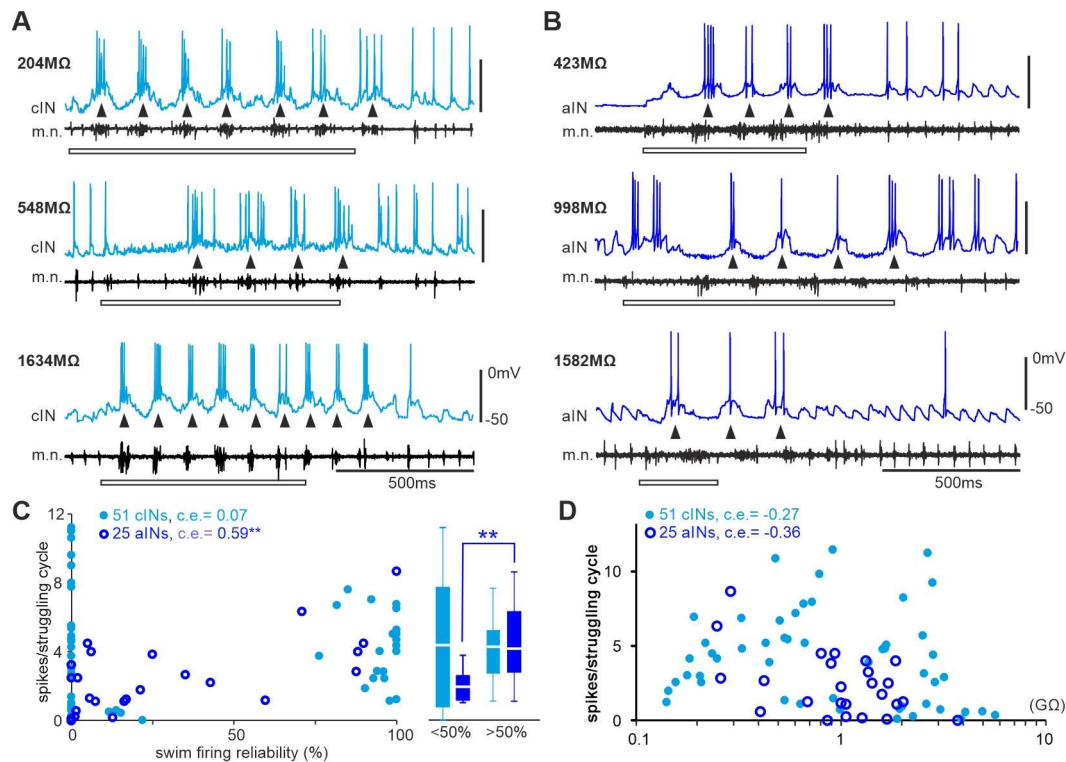 A
204MΩ
cIN
m.n.
548MΩ
cIN
m.n.
1634MΩ
0mV
-50
cIN
m.n.
500ms
B
423MΩ
aIN
m.n.
998MΩ
aIN
m.n.
1582MΩ
0mV
-50
aIN
m.n.
500ms
C
12
8
4
0
spikes/struggling cycle
51 cINs, c.e.= 0.07
25 aINs, c.e.= 0.59**
**
0 50 100
<50% >50%
swim firing reliability (%)
D
51 cINs, c.e.= -0.27
25 aINs, c.e.= -0.36
15
10
5
0
spikes/struggling cycle
(GΩ)
0.1 1 10